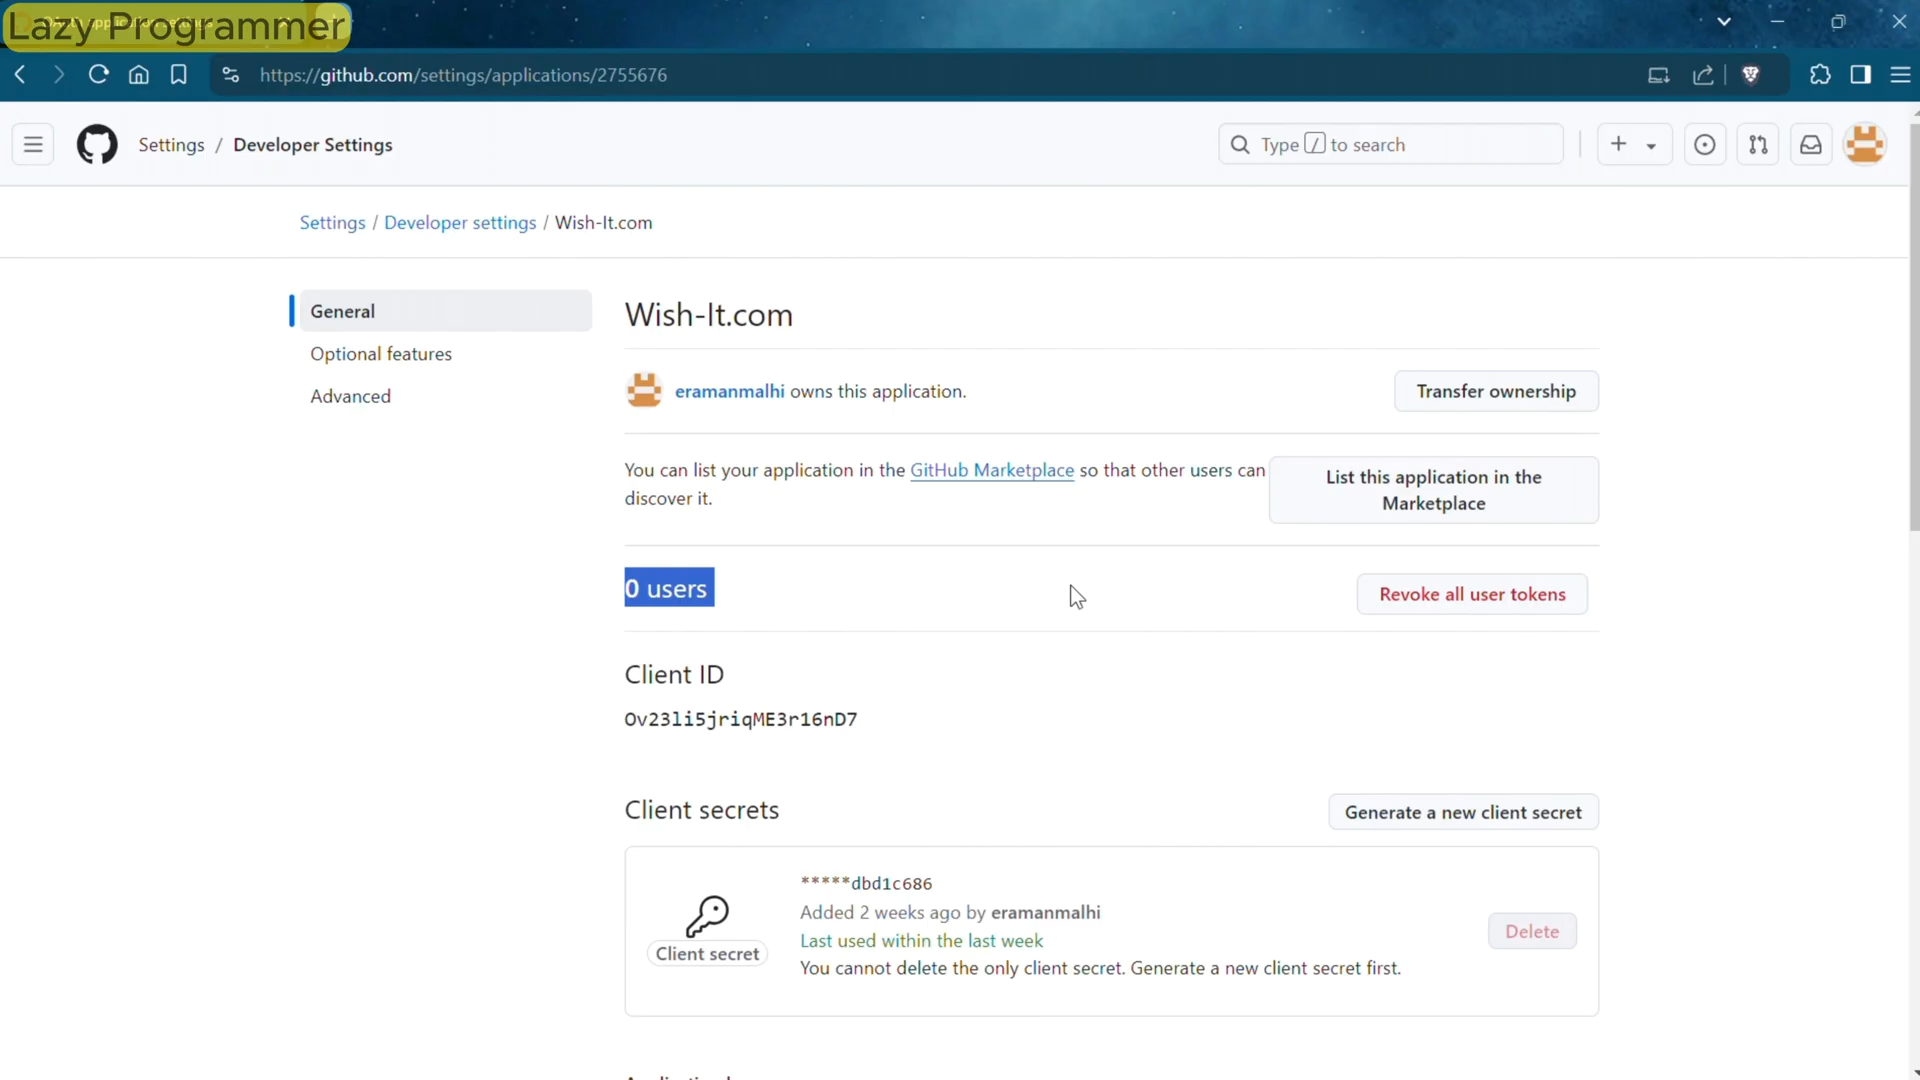 Lazy Programmer
https://github.com/settings/applications/2755676
Settings / Developer Settings
Type / to search
Settings / Developer settings / Wish-It.com
General
Optional features
Advanced
Wish-It.com
eramanmalhi owns this application.
Transfer ownership
You can list your application in the GitHub Marketplace so that other users can
discover it.
List this application in the
Marketplace
0 users
Revoke all user tokens
Client ID
Ov23li5jriqME3r16nD7
Client secrets
Generate a new client secret
*****dbd1c686
Added 2 weeks ago by eramanmalhi
Last used within the last week
You cannot delete the only client secret. Generate a new client secret first.
Client secret
Delete